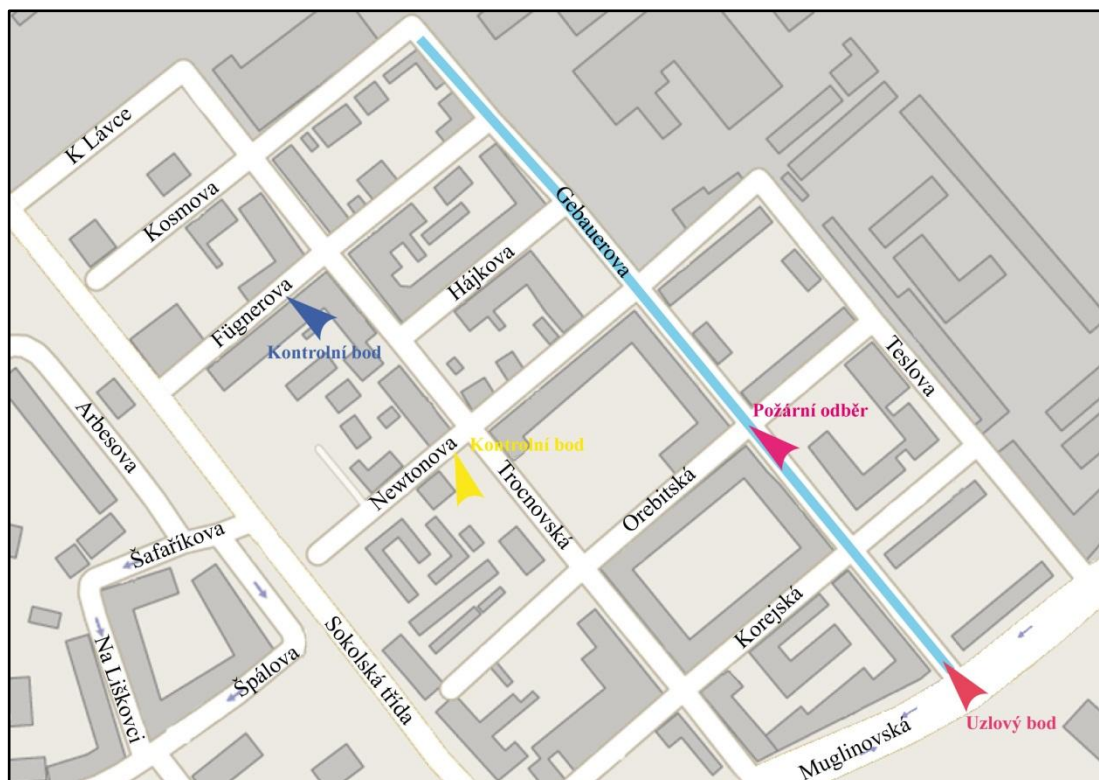 K Lávce
Kosmova
Gebauerova
Hájkova
Fügnerova
Kontrolní bod
Teslova
Arbesova
Požární odběr
Kontrolní bod
Newtonova
Trocnovská
Orebitská
Šafaříkova
Korejská
Sokolská třída
Na Liškovci
Špálova
Uzlový bod
Muglinovská